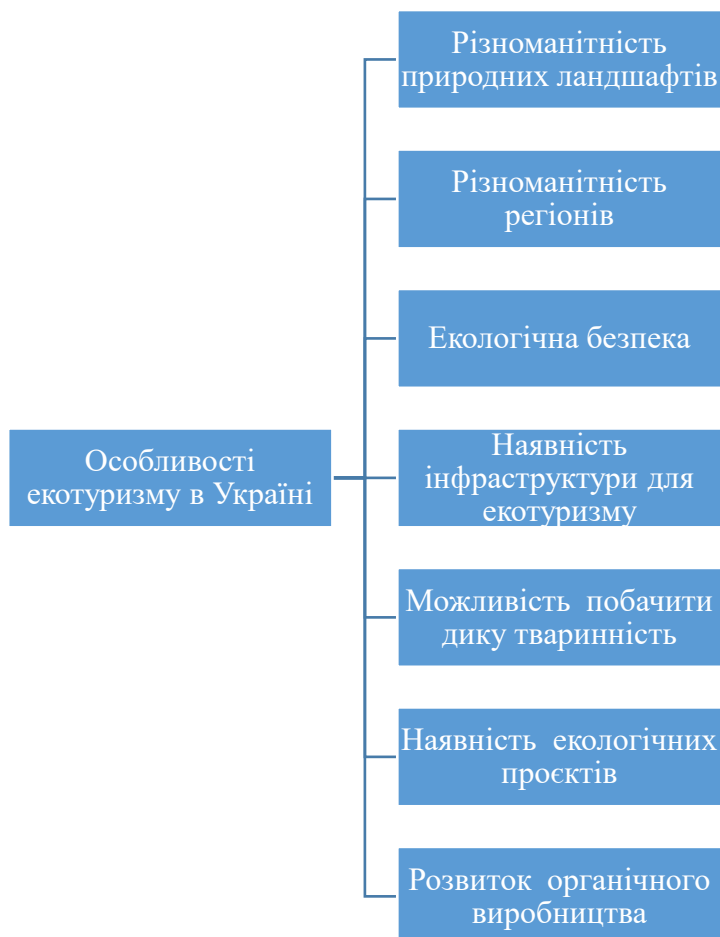 Різноманітність
природних ландшафтів
Різноманітність
регіонів
Екологічна безпека
Особливості
екотуризму в Україні
Наявність
інфраструктури для
екотуризму
Можливість побачити
дику тваринність
Наявність екологічних
проєктів
Розвиток органічного
виробництва